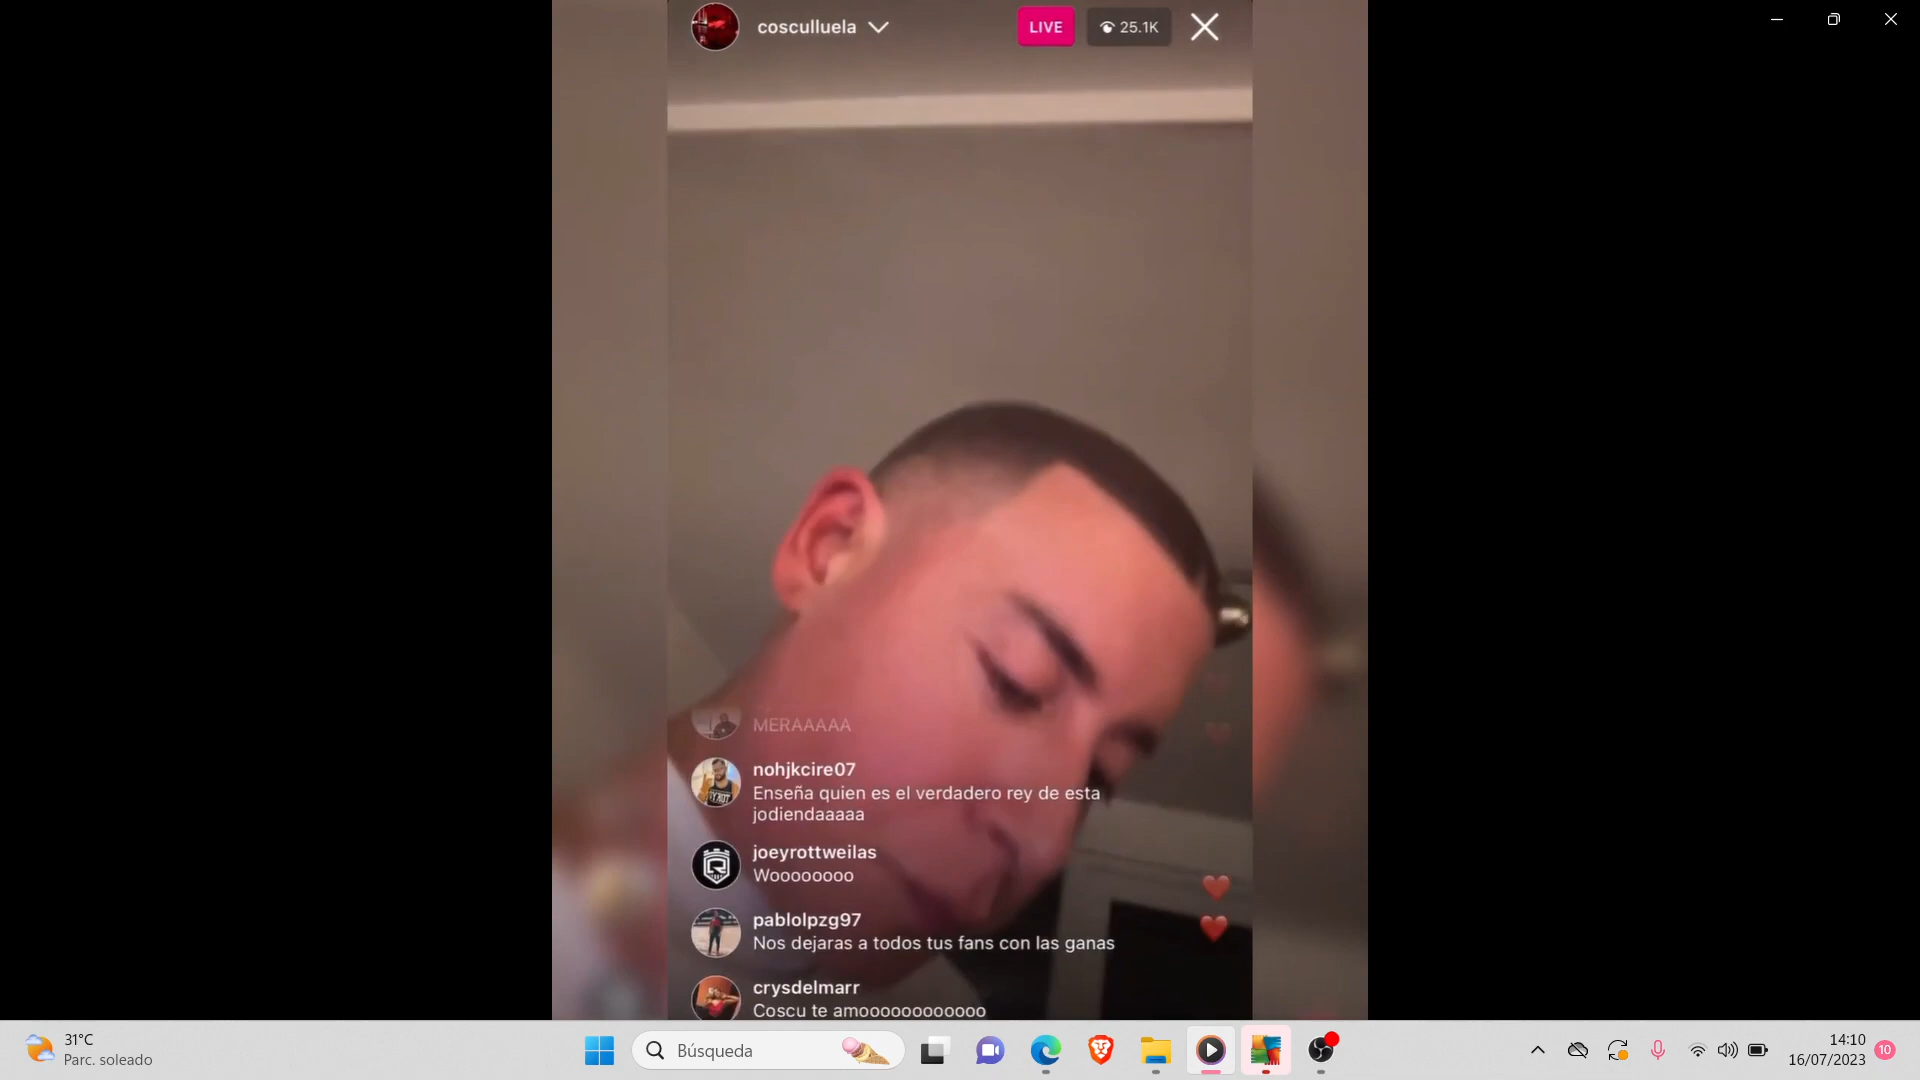 cosculluela
LIVE
25.1K
MERAAAAA
nohjkcire07
Enseña quien es el verdadero rey de esta
jodiendaaaaa
joeyrottweilas
Woooooooo
pablolpzg97
Nos dejaras a todos tus fans con las ganas
crysdelmarr
Coscu te amoooooooooooo
31°C
Parc. soleado
Búsqueda
14:10
16/07/2023
10